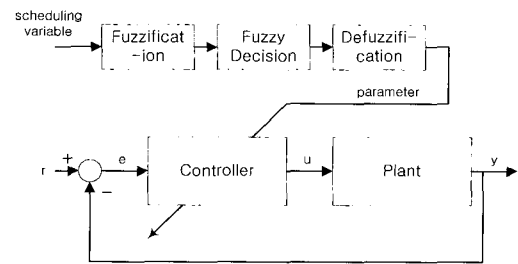 scheduling
variable
Fuzzificat
-ion
Fuzzy
Decision
Defuzzifi-
cation
parameter
r
+
−
e
Controller
u
Plant
y